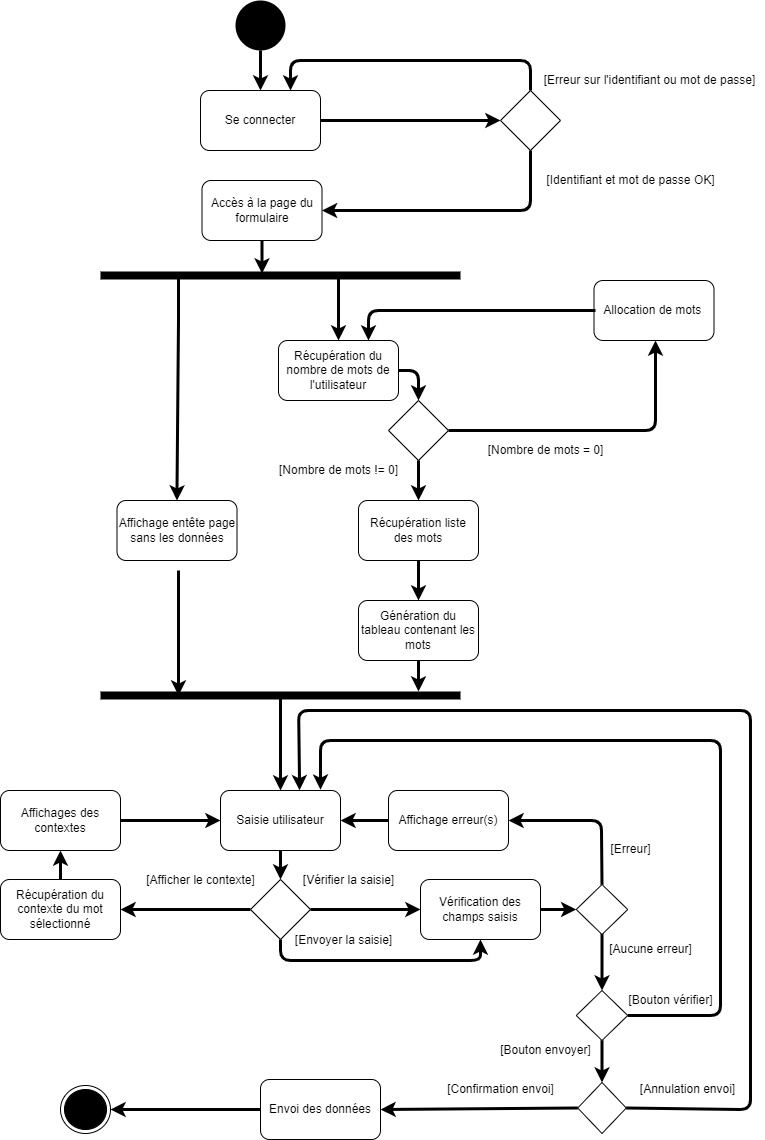 [Erreur sur l'identifiant ou mot de passe]
Se connecter
[Identifiant et mot de passe OK]
Accès à la page du
formulaire
Allocation de mots
Récupération du
nombre de mots de
l'utilisateur
[Nombre de mots = 0]
[Nombre de mots != 0]
Affichage entête page
sans les données
Récupération liste
des mots
Génération du
tableau contenant les
mots
Affichages des
contextes
Saisie utilisateur
Affichage erreur(s)
[Erreur]
[Afficher le contexte]
[Vérifier la saisie]
Récupération du
contexte du mot
sélectionné
Vérification des
champs saisis
[Envoyer la saisie]
[Aucune erreur]
[Bouton vérifier]
[Bouton envoyer]
[Confirmation envoi]
[Annulation envoi]
Envoi des données